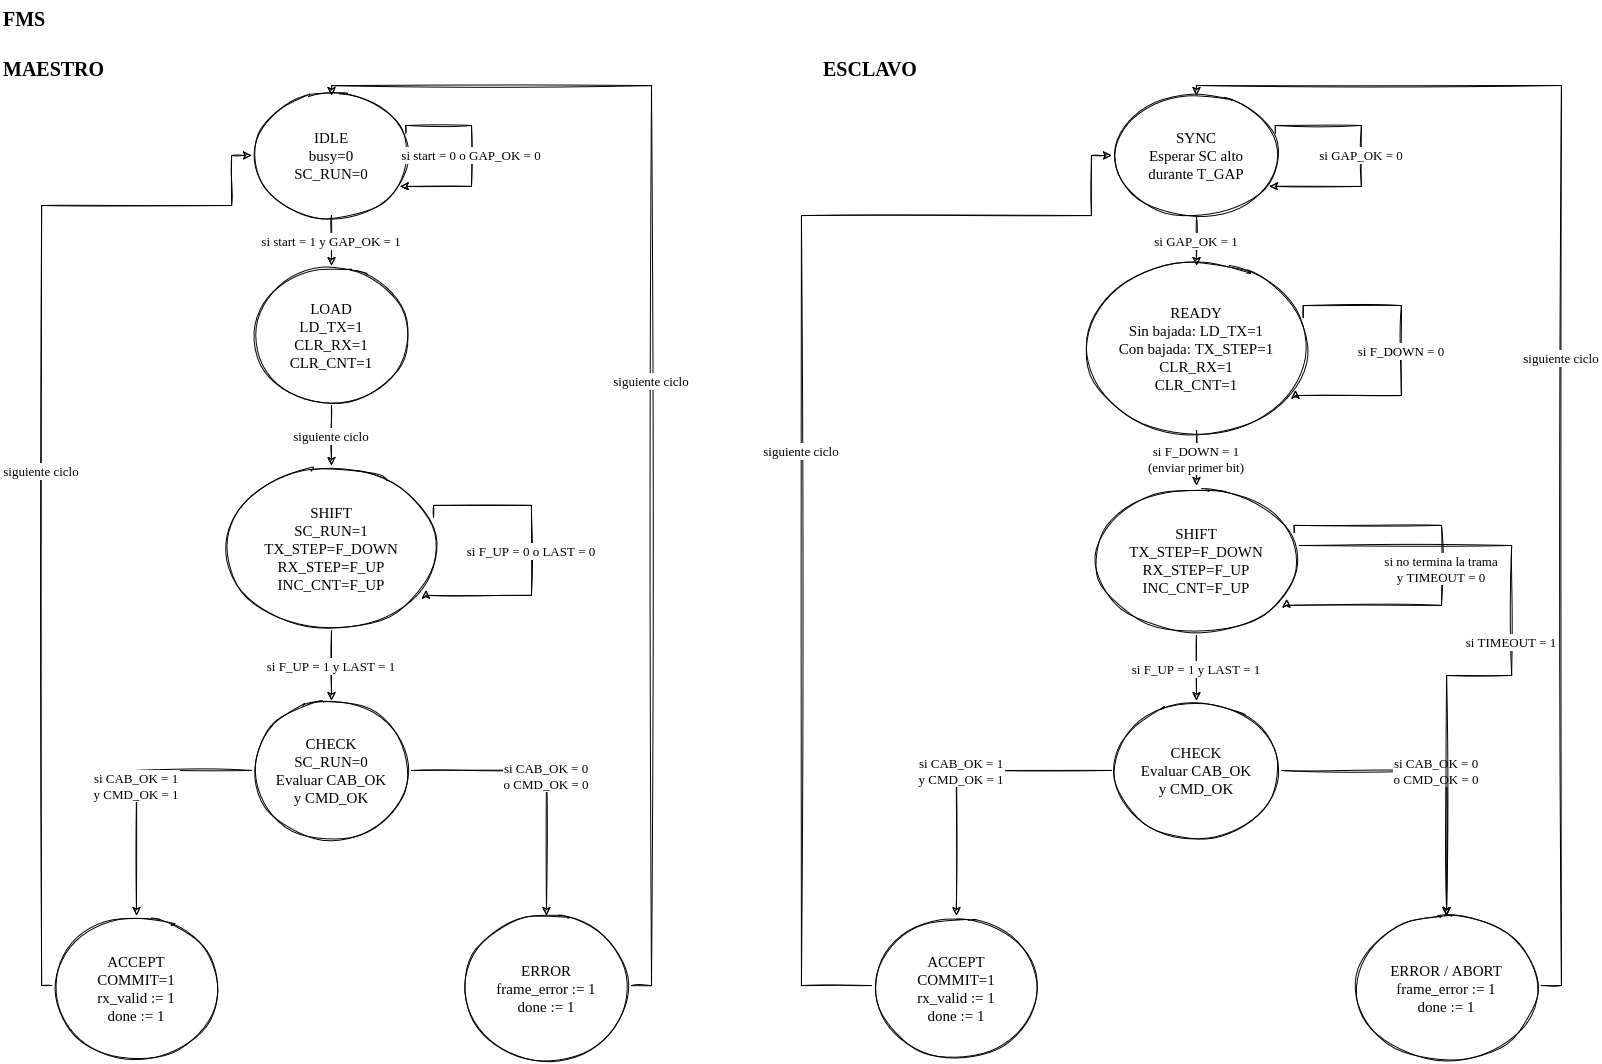 FMS
MAESTRO
IDLE
busy=0
SC_RUN=0
si start = 0 o GAP_OK = 0
si start = 1 y GAP_OK = 1
LOAD
LD_TX=1
CLR_RX=1
CLR_CNT=1
siguiente ciclo
siguiente ciclo
siguiente ciclo
SHIFT
SC_RUN=1
TX_STEP=F_DOWN
RX_STEP=F_UP
INC_CNT=F_UP
si F_UP = 0 o LAST = 0
si F_UP = 1 y LAST = 1
CHECK
SC_RUN=0
Evaluar CAB_OK
y CMD_OK
si CAB_OK = 1
y CMD_OK = 1
si CAB_OK = 0
o CMD_OK = 0
ACCEPT
COMMIT=1
rx_valid := 1
done := 1
ERROR
frame_error := 1
done := 1
ESCLAVO
SYNC
Esperar SC alto
durante T_GAP
si GAP_OK = 0
si GAP_OK = 1
READY
Sin bajada: LD_TX=1
Con bajada: TX_STEP=1
CLR_RX=1
CLR_CNT=1
si F_DOWN = 0
siguiente ciclo
siguiente ciclo
si F_DOWN = 1
(enviar primer bit)
SHIFT
TX_STEP=F_DOWN
RX_STEP=F_UP
INC_CNT=F_UP
si no termina la trama
y TIMEOUT = 0
si TIMEOUT = 1
si F_UP = 1 y LAST = 1
CHECK
Evaluar CAB_OK
y CMD_OK
si CAB_OK = 1
y CMD_OK = 1
si CAB_OK = 0
o CMD_OK = 0
ACCEPT
COMMIT=1
rx_valid := 1
done := 1
ERROR / ABORT
frame_error := 1
done := 1